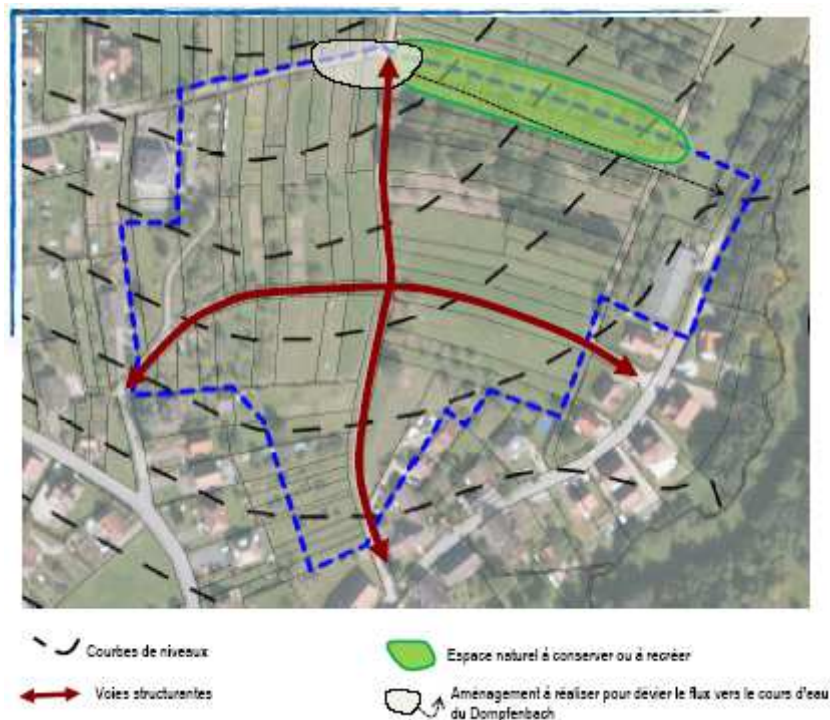 Courbes de niveaux
Espace naturel à conserver ou à recréer
Voies structurantes
Aménagement à réaliser pour dévier le flux vers le cours d'eau
du Dompfenbach